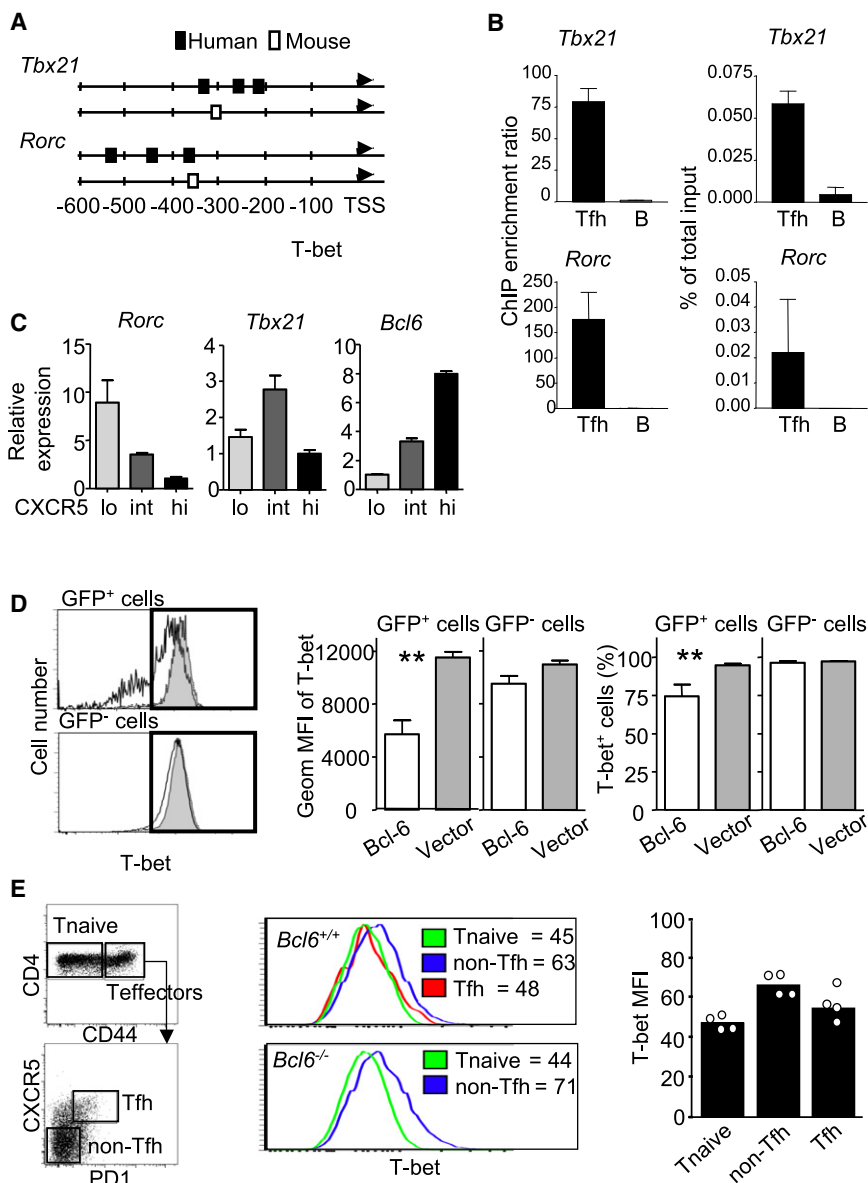 A
Human Mouse
Tbx21
Rorc
-600 -500 -400 -300 -200 -100 TSS
T-bet
B
Tbx21 Tbx21
ChIP enrichment ratio
100
75
50
25
0
Tfh B
% of total input
0.075
0.050
0.025
0.000
Tfh B
Rorc Rorc
250
200
150
100
50
0
Tfh B
0.05
0.04
0.03
0.02
0.01
0.00
Tfh B
C
Rorc Tbx21 Bcl6
Relative expression
15
10
5
0
4
3
2
1
0
10
8
6
4
2
0
CXCR5 lo int hi lo int hi lo int hi
D
GFP+ cells
GFP- cells
Cell number
T-bet
GFP+ cells GFP- cells
Geom MFI of T-bet
12000
8000
4000
0
**
Bcl-6 Vector Bcl-6 Vector
GFP+ cells GFP- cells
T-bet+ cells (%)
100
75
50
25
0
**
Bcl-6 Vector Bcl-6 Vector
E
Tnaive
CD4
Teffectors
CD44
CXCR5
Tfh
non-Tfh
PD1
Bcl6+/+
Tnaive = 45
non-Tfh = 63
Tfh = 48
Bcl6-/-
Tnaive = 44
non-Tfh = 71
T-bet
T-bet MFI
100
80
60
40
20
0
Tnaive non-Tfh Tfh